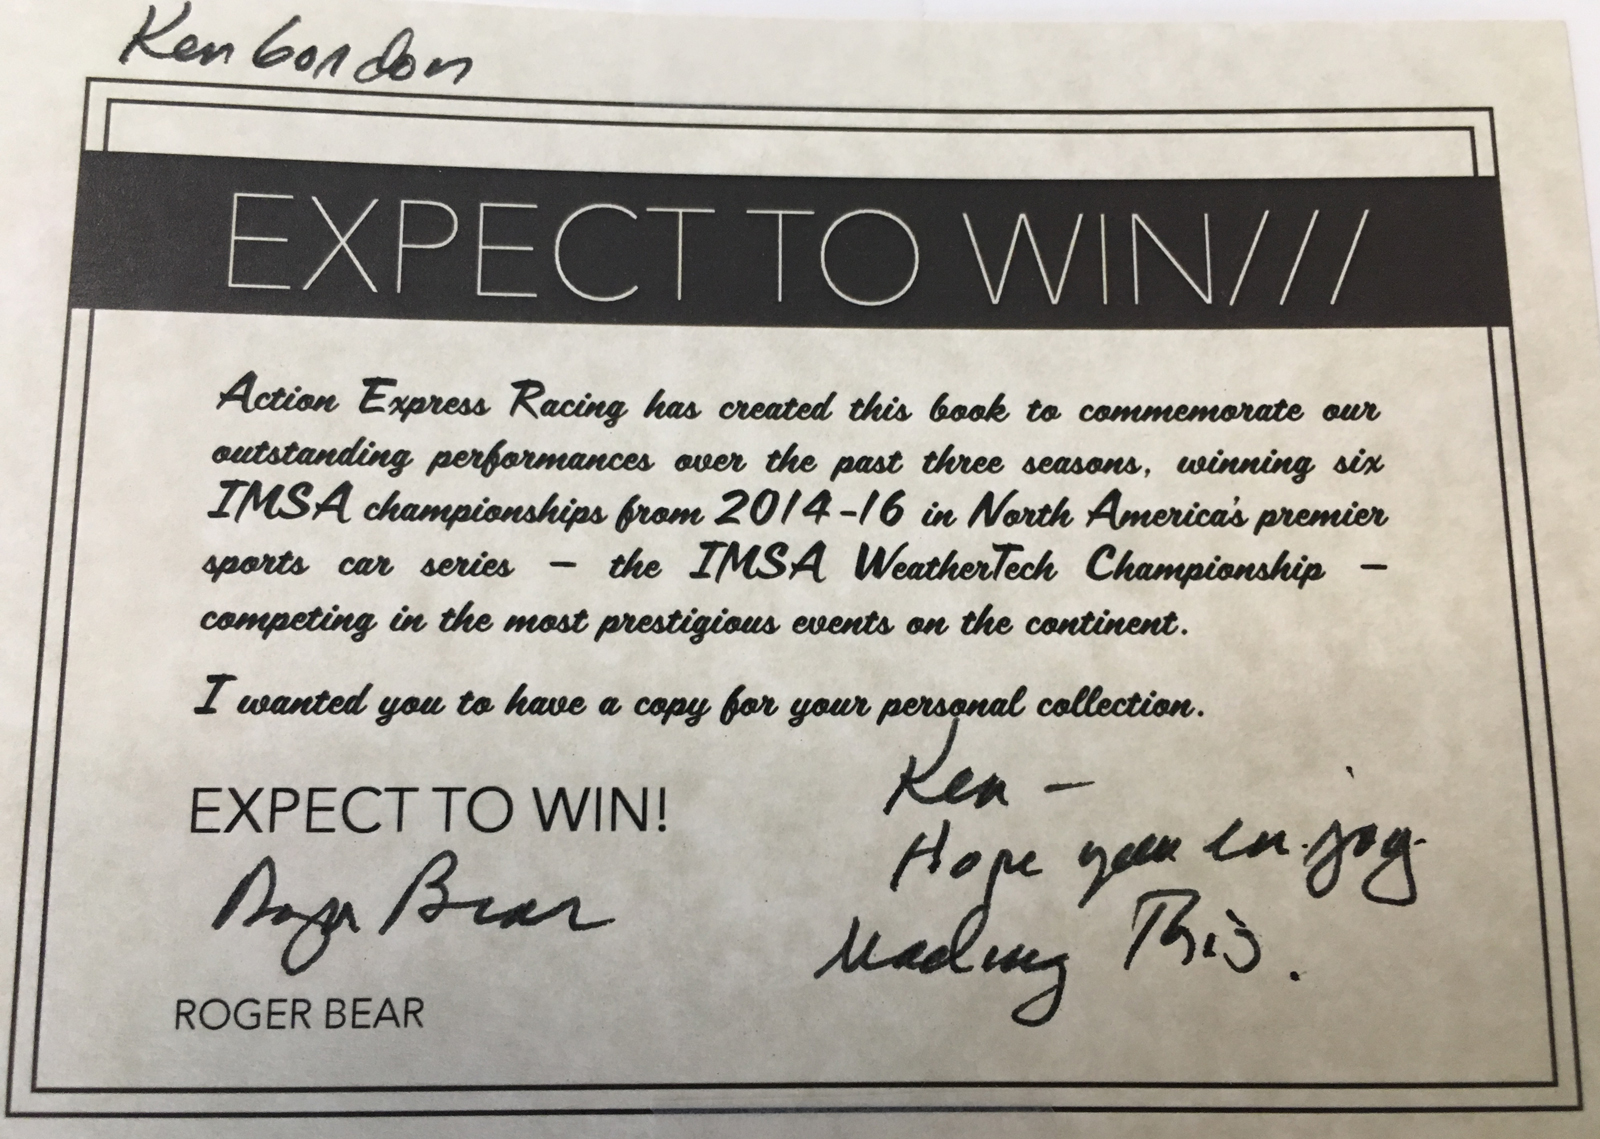 Ken Gordon
EXPECT TO WIN///
Action Express Racing has created this book to commemorate our
outstanding performances over the past three seasons, winning six
IMSA championships from 2014-16 in North America's premier
sports car series – the IMSA WeatherTech Championship –
competing in the most prestigious events on the continent.
I wanted you to have a copy for your personal collection.
EXPECT TO WIN!
Roger Bear
ROGER BEAR
Ken –
Hope you enjoy
reading This.